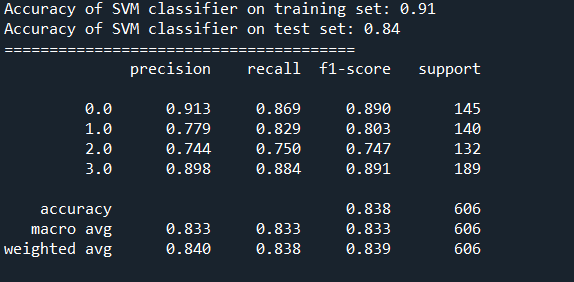 Accuracy of SVM classifier on training set: 0.91
Accuracy of SVM classifier on test set: 0.84
=======================================
precision recall f1-score support
0.0 0.913 0.869 0.890 145
1.0 0.779 0.829 0.803 140
2.0 0.744 0.750 0.747 132
3.0 0.898 0.884 0.891 189
accuracy 0.838 606
macro avg 0.833 0.833 0.833 606
weighted avg 0.840 0.838 0.839 606